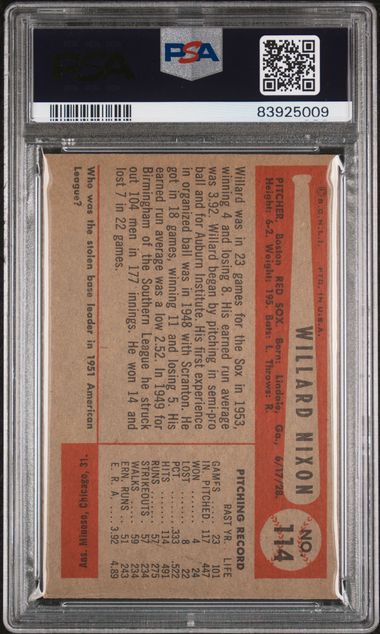 PSA
PSA
83925009
©B.G.H.L.I. PTD. IN U.S.A.
WILLARD NIXON
NO. 114
PITCHER Boston RED SOX Born: Lindale, Ga., 6/17/28.
Height: 6-2. Weight: 195. Bats: L. Throws: R.
Willard was in 23 games for the Sox in 1953,
winning 4 and losing 8. His earned run average
was 3.92. Willard began by pitching in semi-pro
ball and for Auburn Institute. His first experience
in organized ball was in 1948 with Scranton. He
got in 18 games, winning 11 and losing 5. His
earned run average was a low 2.52. In 1949 for
Birmingham of the Southern League he struck
out 104 men in 177 innings. He won 14 and
lost 7 in 22 games.
PITCHING RECORD
PAST YR. LIFE
GAMES 23 101
IN. PITCHED 117 447
WON 4 24
LOST 8 22
PCT. .333 .522
HITS 114 491
RUNS 57 275
STRIKEOUTS 57 234
WALKS 59 234
ERN. RUNS 51 243
E. R. A. 3.92 4.89
Who was the stolen base leader in 1951 American
League?
Ans. Minoso, Chicago, 31.